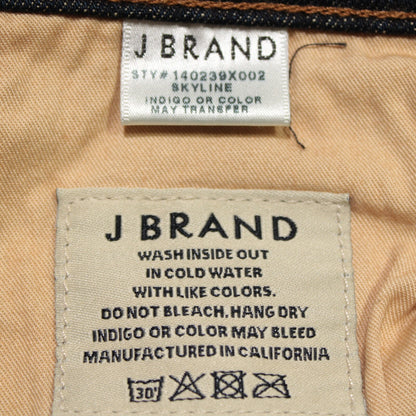 J BRAND
STY# 140239X002
SKYLINE
INDIGO OR COLOR
MAY TRANSFER
J BRAND
WASH INSIDE OUT
IN COLD WATER
WITH LIKE COLORS.
DO NOT BLEACH, HANG DRY
INDIGO OR COLOR MAY BLEED
MANUFACTURED IN CALIFORNIA
30°